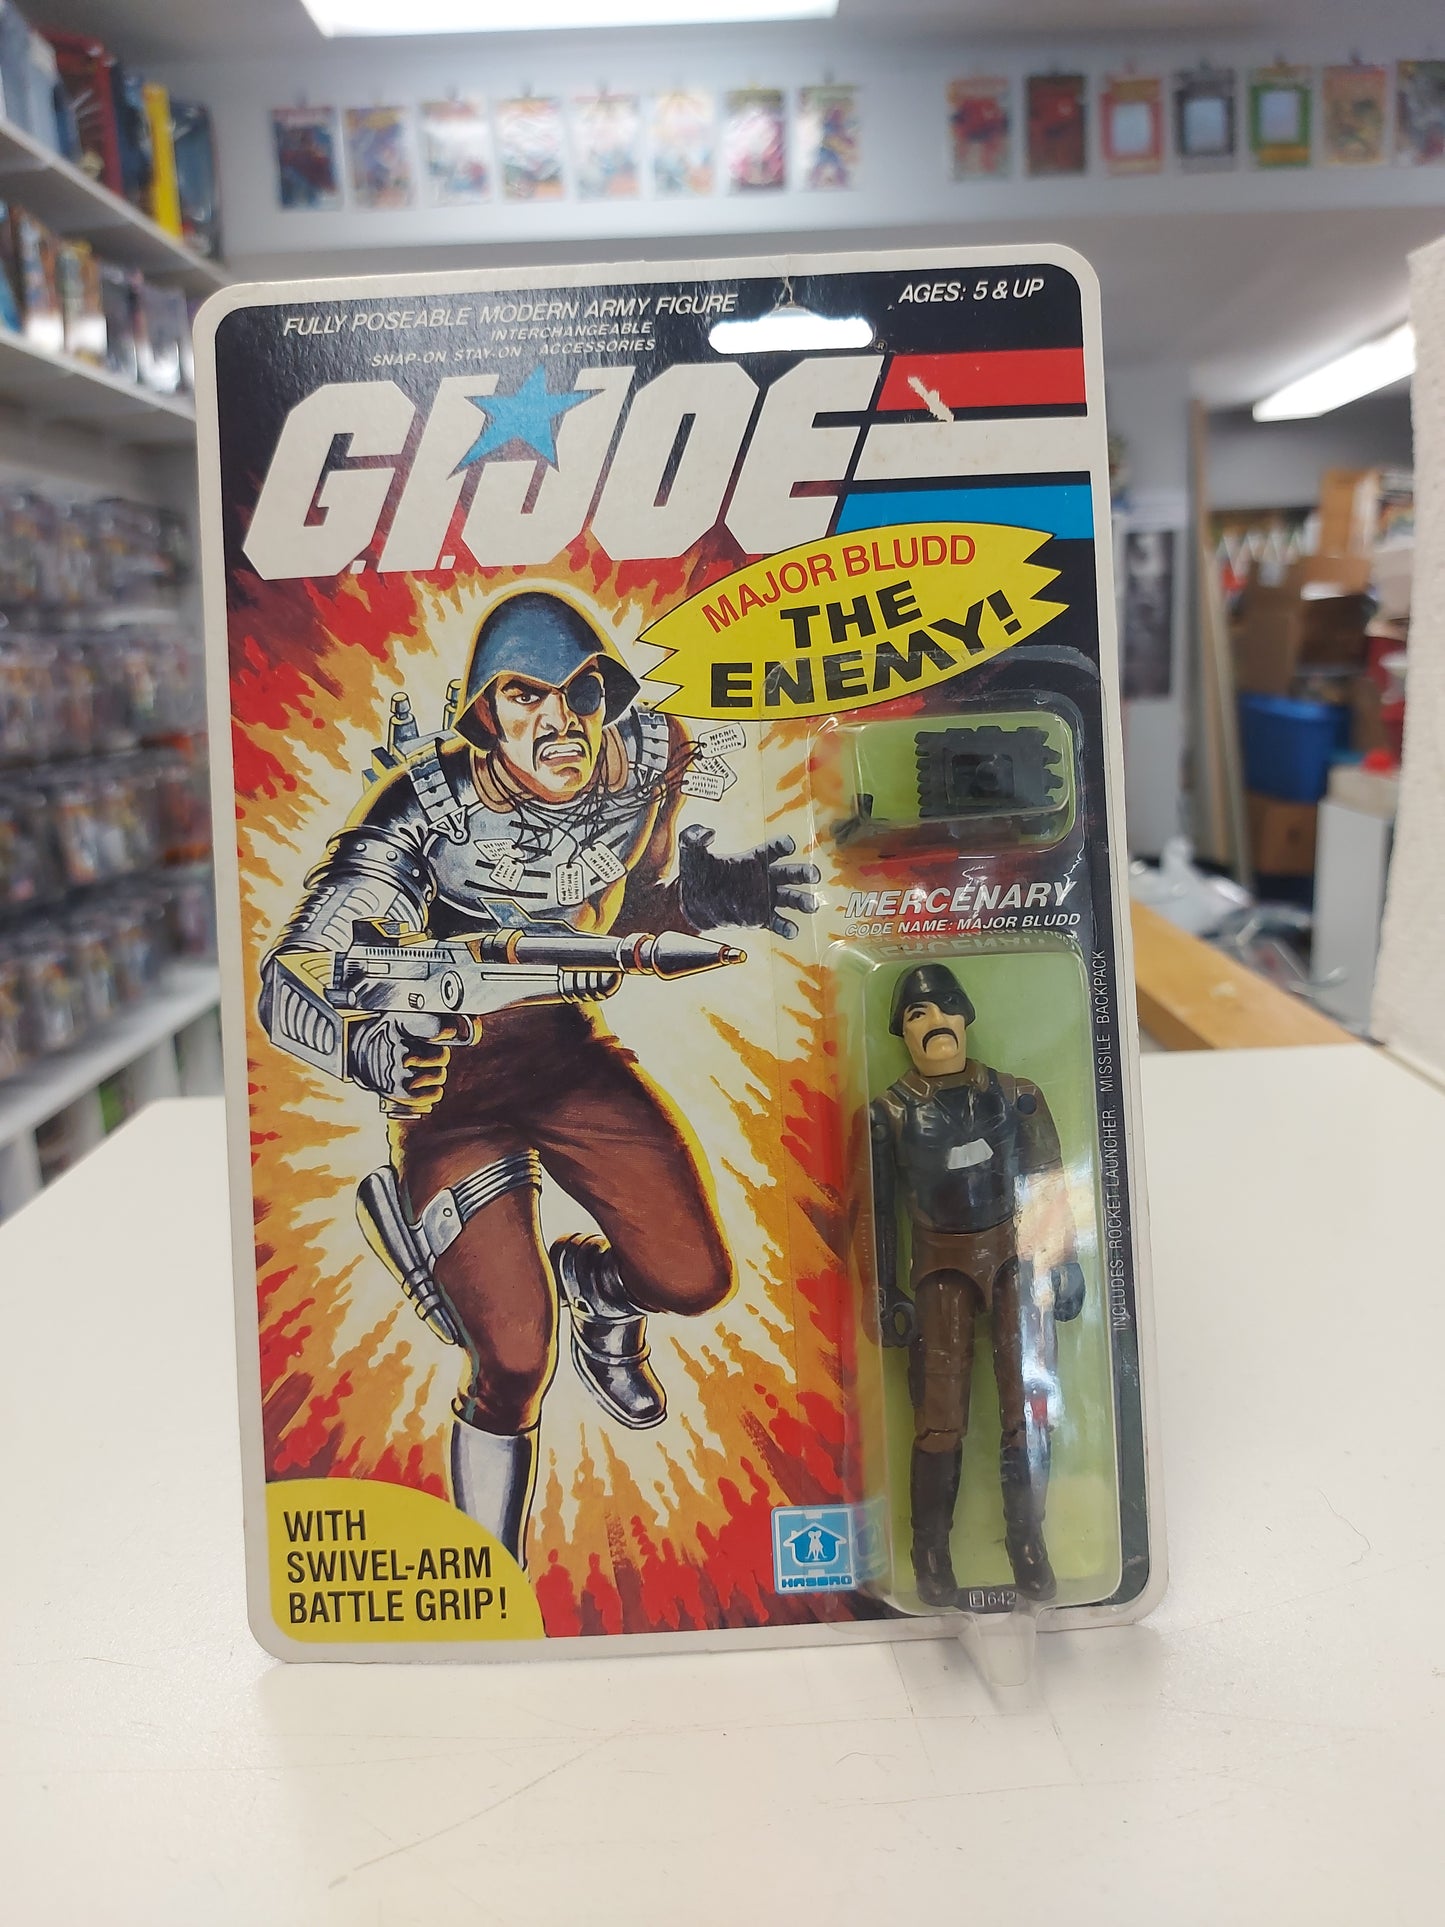 FULLY POSEABLE MODERN ARMY FIGURE
INTERCHANGEABLE
SNAP-ON STAY-ON ACCESSORIES
AGES: 5 & UP
G.I. JOE
®
MAJOR BLUDD
THE
ENEMY!
MERCENARY
CODE NAME: MAJOR BLUDD
INCLUDES: ROCKET LAUNCHER, MISSILE BACKPACK
WITH
SWIVEL-ARM
BATTLE GRIP!
HASBRO
E 642